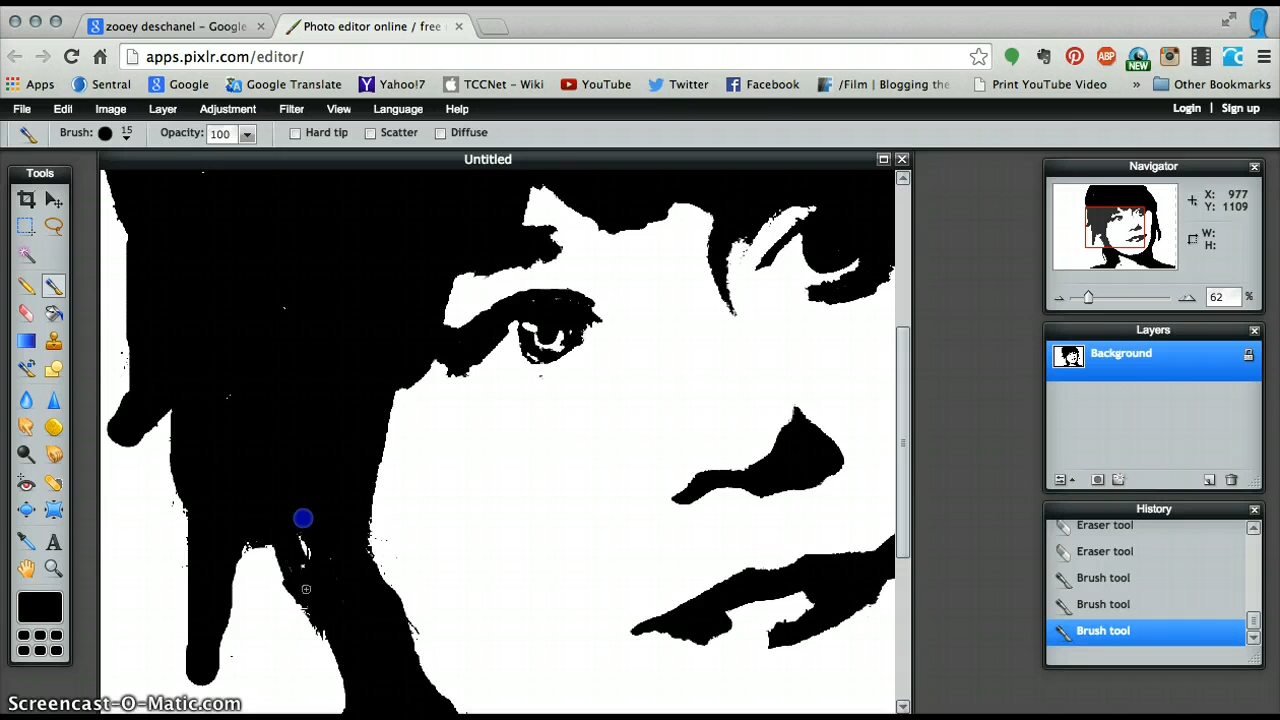 zooey deschanel - Google
Photo editor online / free
apps.pixlr.com/editor/
ABP
NEW
Apps
Sentral
Google
Google Translate
Yahoo!7
TCCNet - Wiki
YouTube
Twitter
Facebook
/Film | Blogging the
Print YouTube Video
»
Other Bookmarks
File Edit Image Layer Adjustment Filter View Language Help
Login | Sign up
Brush: 15 Opacity: 100 Hard tip Scatter Diffuse
Tools
Untitled
Navigator
X: 977
Y: 1109
W:
H:
62 %
Layers
Background
History
Eraser tool
Eraser tool
Brush tool
Brush tool
Brush tool
Screencast-O-Matic.com